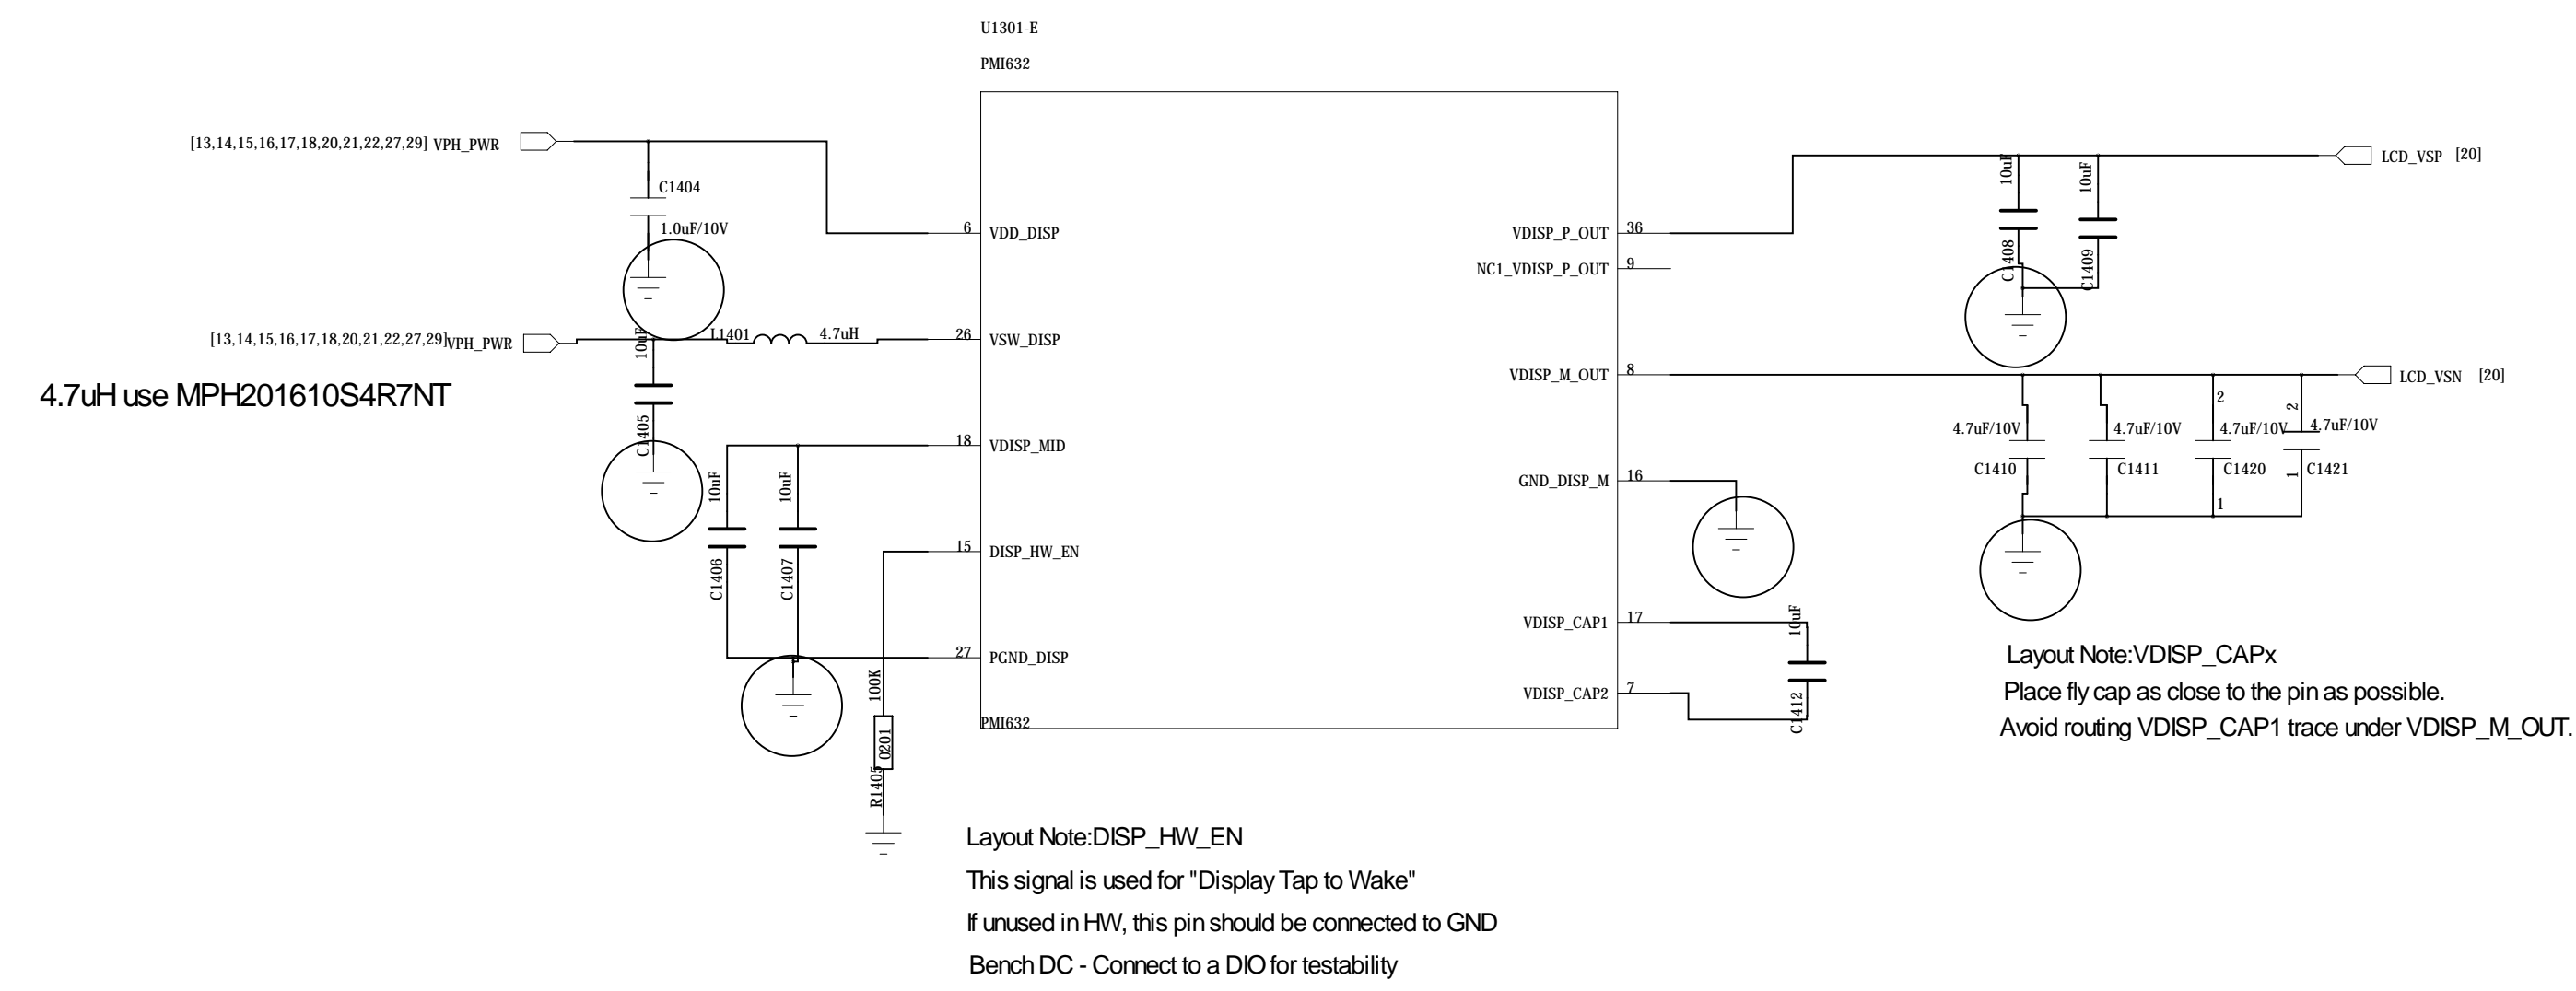 U1301-E
PMI632
[13,14,15,16,17,18,20,21,22,27,29] VPH_PWR
C1404
1.0uF/10V
6 VDD_DISP
[13,14,15,16,17,18,20,21,22,27,29]VPH_PWR
10uF
C1405
L1401 4.7uH
26 VSW_DISP
4.7uH use MPH201610S4R7NT
18 VDISP_MID
10uF
C1406
10uF
C1407
15 DISP_HW_EN
27 PGND_DISP
100K
0201
R1405
PMI632
VDISP_P_OUT 36
NC1_VDISP_P_OUT 9
VDISP_M_OUT 8
GND_DISP_M 16
VDISP_CAP1 17
VDISP_CAP2 7
10uF
C1412
10uF
C1408
10uF
C1409
LCD_VSP [20]
LCD_VSN [20]
4.7uF/10V
C1410
4.7uF/10V
C1411
2
4.7uF/10V
C1420
1
2
4.7uF/10V
C1421
1
Layout Note:VDISP_CAPx
Place fly cap as close to the pin as possible.
Avoid routing VDISP_CAP1 trace under VDISP_M_OUT.
Layout Note:DISP_HW_EN
This signal is used for "Display Tap to Wake"
If unused in HW, this pin should be connected to GND
Bench DC - Connect to a DIO for testability